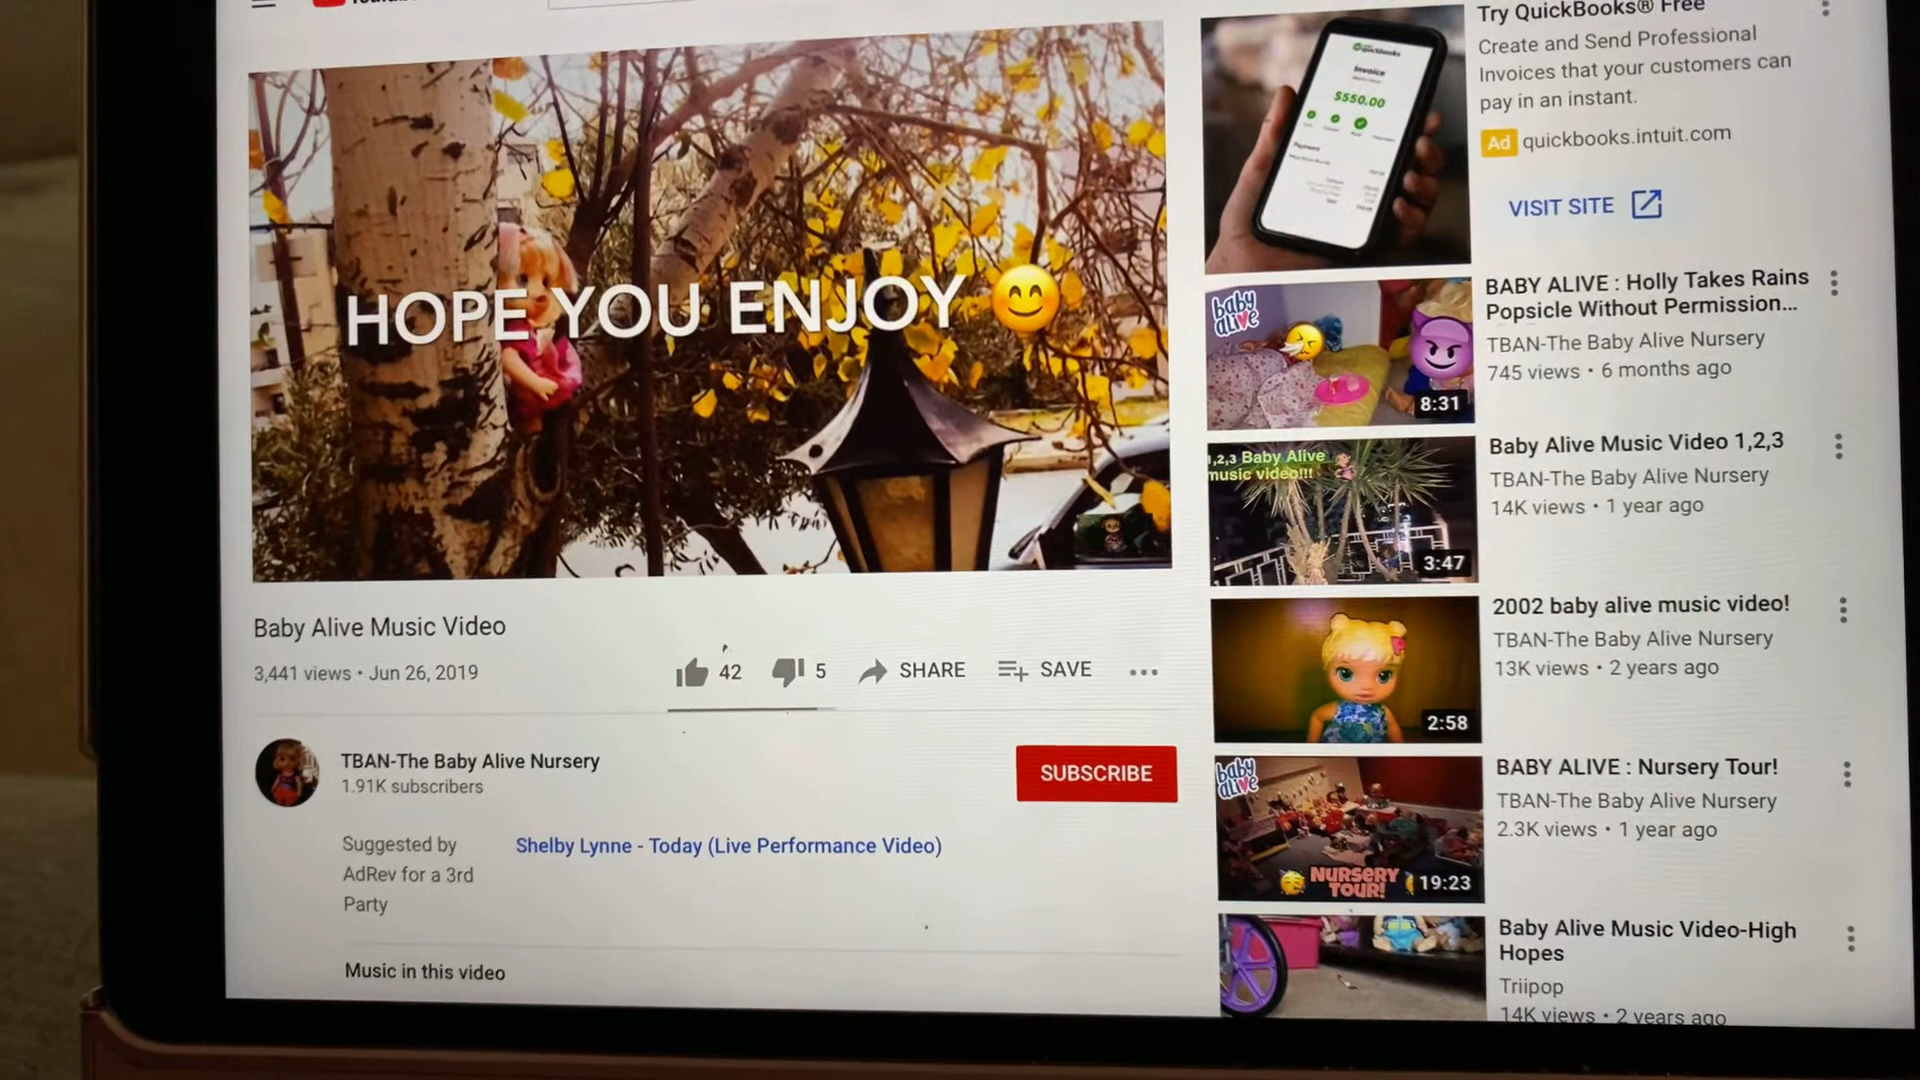 HOPE YOU ENJOY
Baby Alive Music Video
3,441 views • Jun 26, 2019
42
5
SHARE
SAVE
TBAN-The Baby Alive Nursery
1.91K subscribers
SUBSCRIBE
Suggested by
AdRev for a 3rd
Party
Shelby Lynne - Today (Live Performance Video)
Music in this video
quickbooks
Invoice
$550.00
Try QuickBooks® Free
Create and Send Professional
Invoices that your customers can
pay in an instant.
Ad quickbooks.intuit.com
VISIT SITE
baby
alive
8:31
BABY ALIVE : Holly Takes Rains
Popsicle Without Permission...
TBAN-The Baby Alive Nursery
745 views • 6 months ago
1,2,3 Baby Alive
music video!!!
3:47
Baby Alive Music Video 1,2,3
TBAN-The Baby Alive Nursery
14K views • 1 year ago
2:58
2002 baby alive music video!
TBAN-The Baby Alive Nursery
13K views • 2 years ago
baby
alive
NURSERY
TOUR!
19:23
BABY ALIVE : Nursery Tour!
TBAN-The Baby Alive Nursery
2.3K views • 1 year ago
Baby Alive Music Video-High
Hopes
Triipop
14K views • 2 years ago